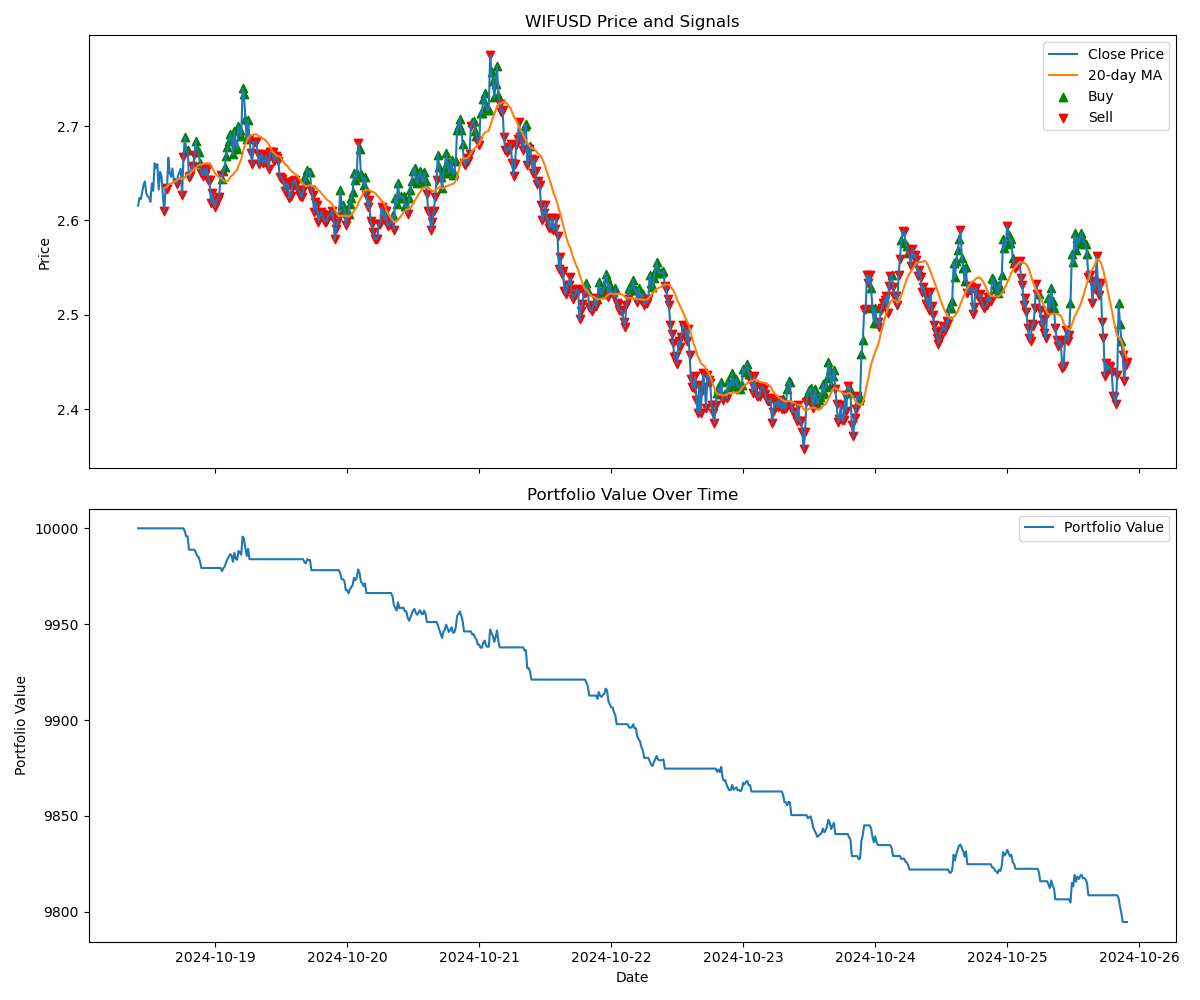 WIFUSD Price and Signals
Close Price
20-day MA
Buy
Sell
2.7
2.6
2.5
2.4
Price
Portfolio Value Over Time
Portfolio Value
10000
9950
9900
9850
9800
Portfolio Value
2024-10-19
2024-10-20
2024-10-21
2024-10-22
2024-10-23
2024-10-24
2024-10-25
2024-10-26
Date